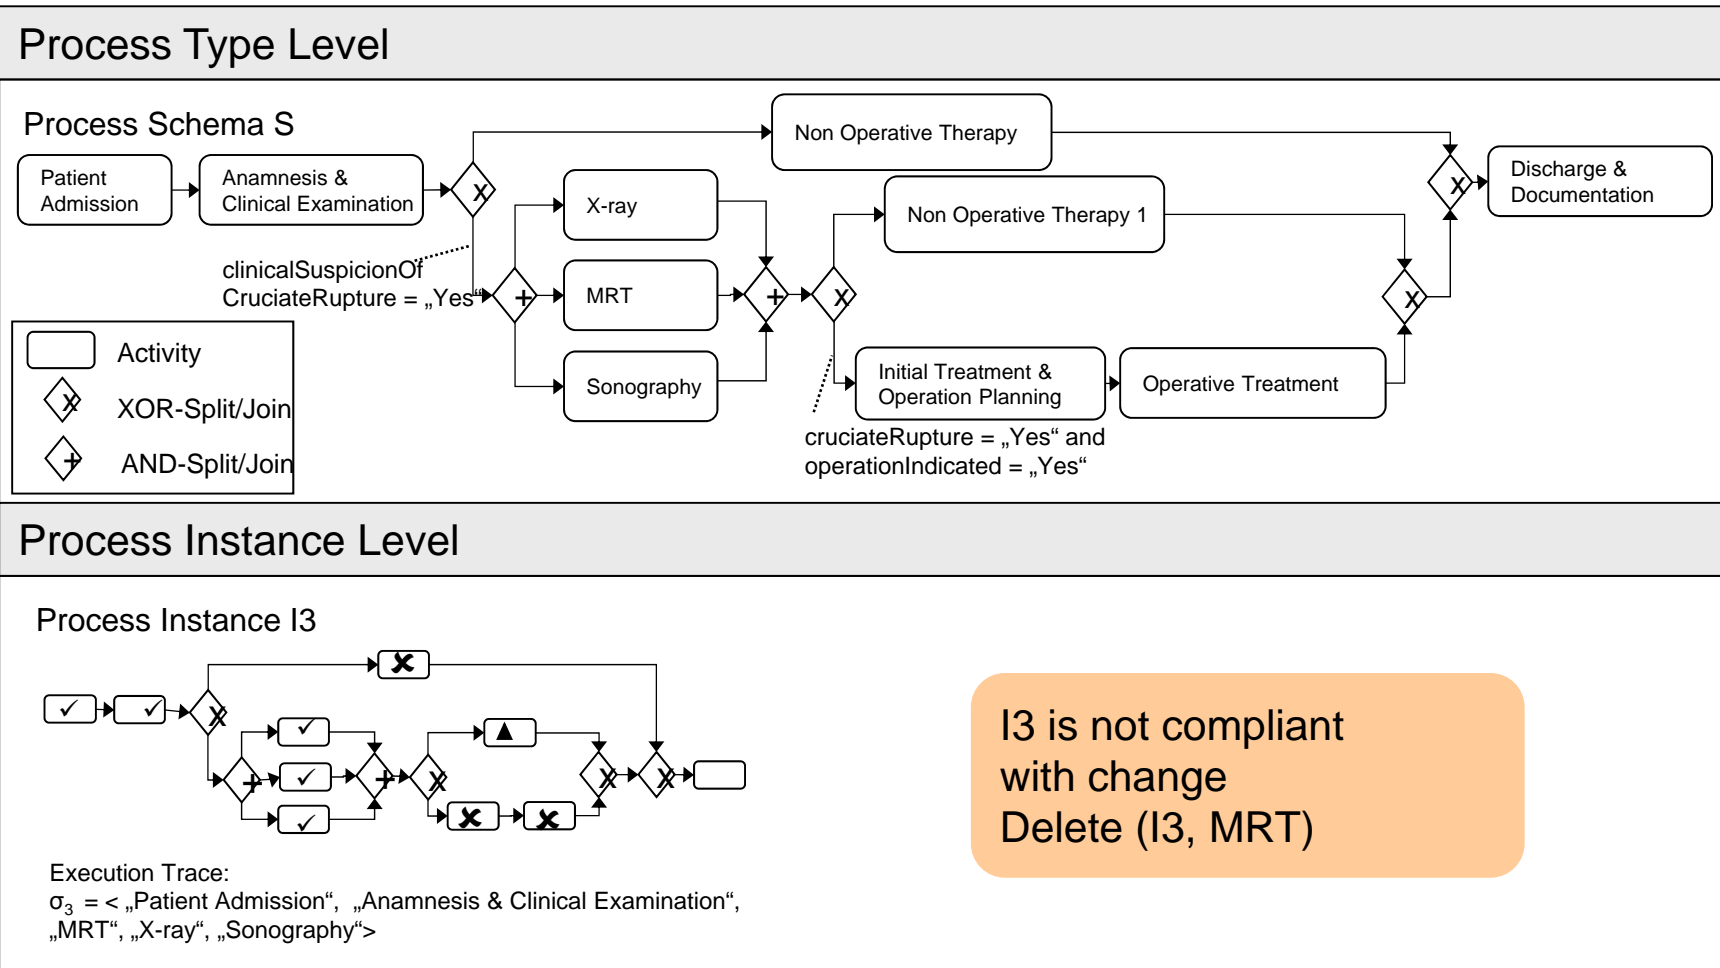 Process Type Level
Process Schema S
Patient
Admission
Anamnesis &
Clinical Examination
X
Non Operative Therapy
X
Discharge &
Documentation
X-ray
Non Operative Therapy 1
clinicalSuspicionOf
CruciateRupture = „Yes“
+
MRT
+
X
X
Sonography
Initial Treatment &
Operation Planning
Operative Treatment
cruciateRupture = „Yes“ and
operationIndicated = „Yes“
Activity
X
XOR-Split/Join
+
AND-Split/Join
Process Instance Level
Process Instance I3
X
+
+
X
X
X
Execution Trace:
σ3 = < „Patient Admission“, „Anamnesis & Clinical Examination“,
„MRT“, „X-ray“, „Sonography“>
I3 is not compliant
with change
Delete (I3, MRT)